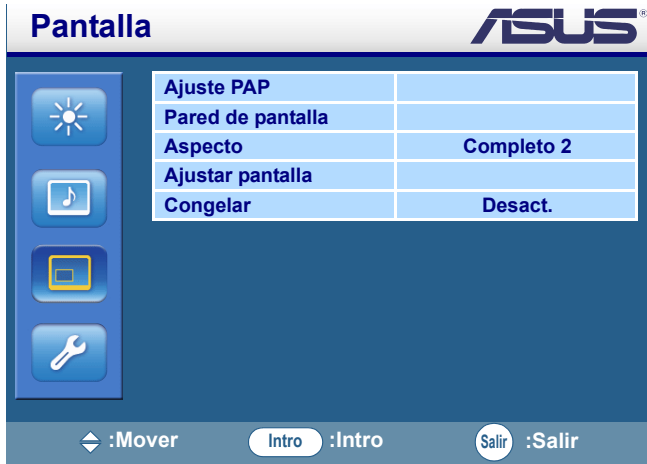 Pantalla
ASUS®
Ajuste PAP
Pared de pantalla
Aspecto Completo 2
Ajustar pantalla
Congelar Desact.
:Mover Intro :Intro Salir :Salir